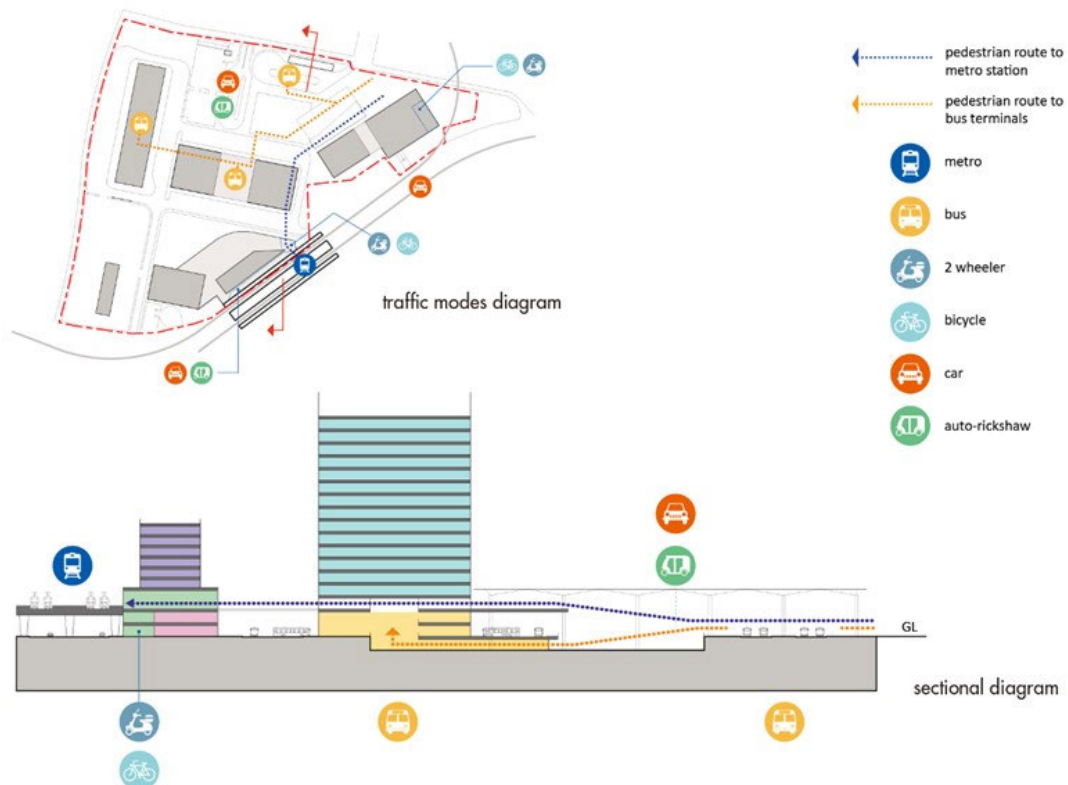 pedestrian route to
metro station
pedestrian route to
bus terminals
metro
bus
2 wheeler
bicycle
car
auto-rickshaw
traffic modes diagram
GL
sectional diagram